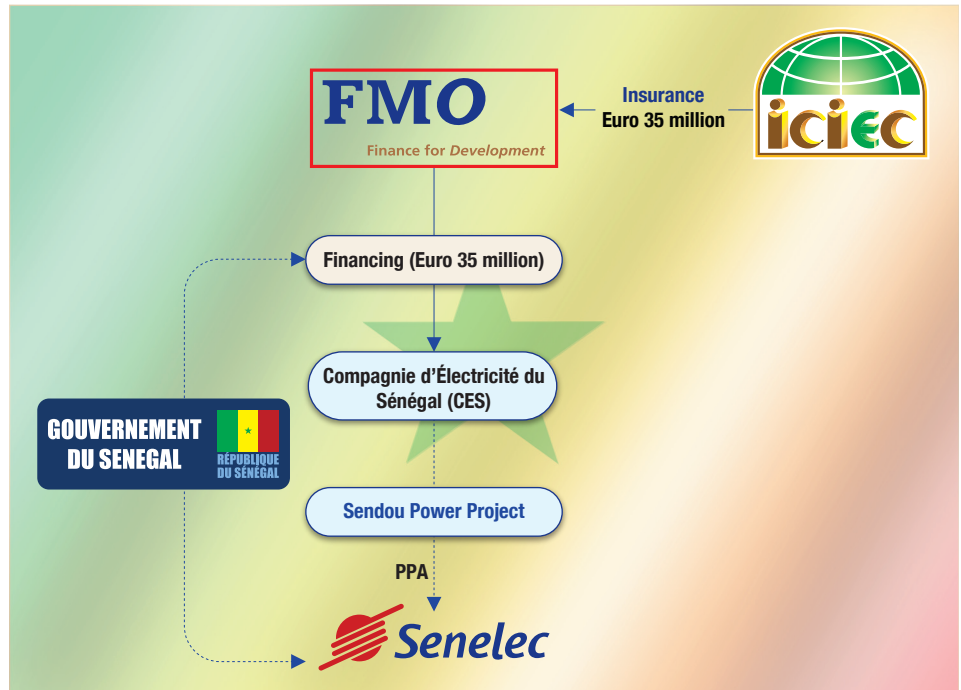 FMO
Finance for Development
Insurance
Euro 35 million
iCiEC
Financing (Euro 35 million)
Compagnie d'Électricité du
Sénégal (CES)
GOUVERNEMENT
DU SENEGAL
RÉPUBLIQUE
DU SÉNÉGAL
Sendou Power Project
PPA
Senelec